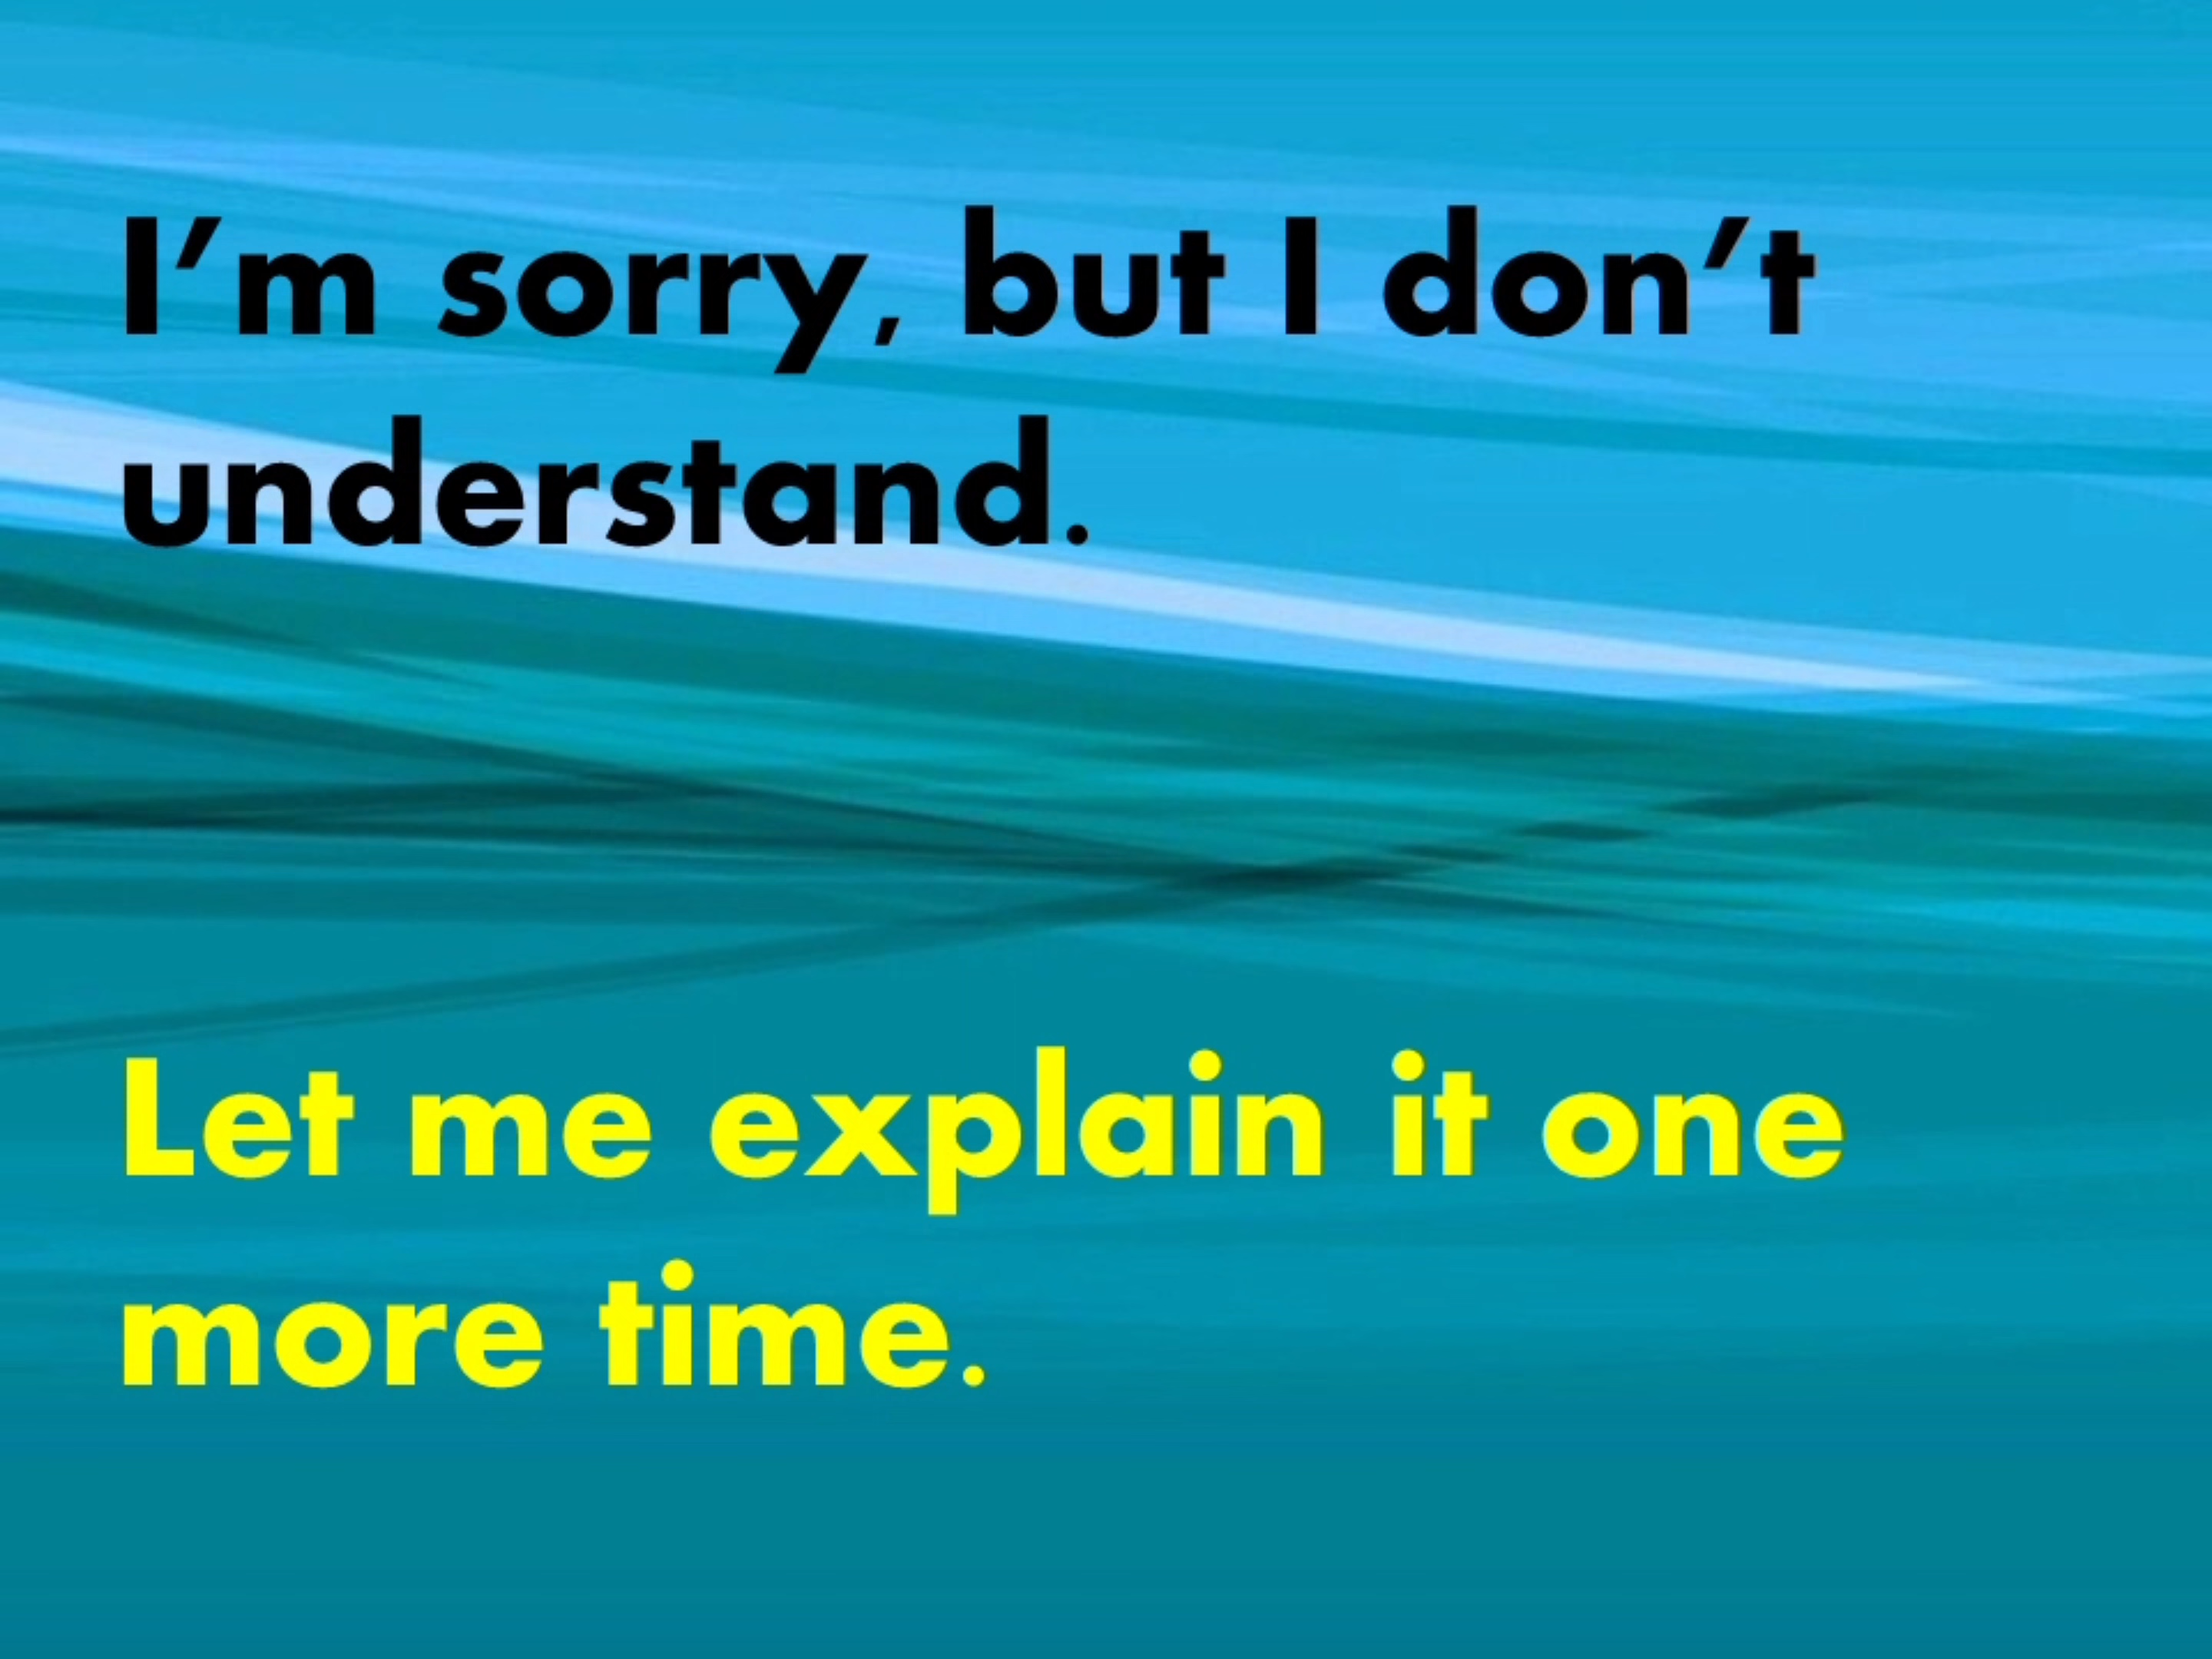 I’m sorry, but I don’t
understand.
Let me explain it one
more time.